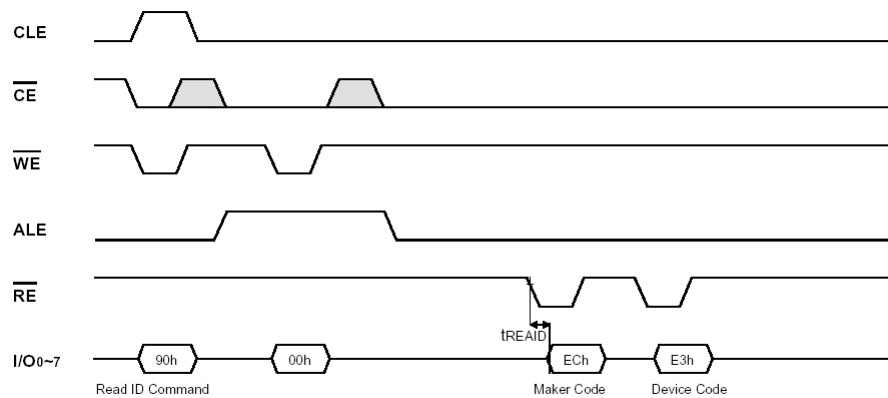 CLE
CE
WE
ALE
RE
tREAID
I/O0~7 90h 00h ECh E3h
Read ID Command Maker Code Device Code